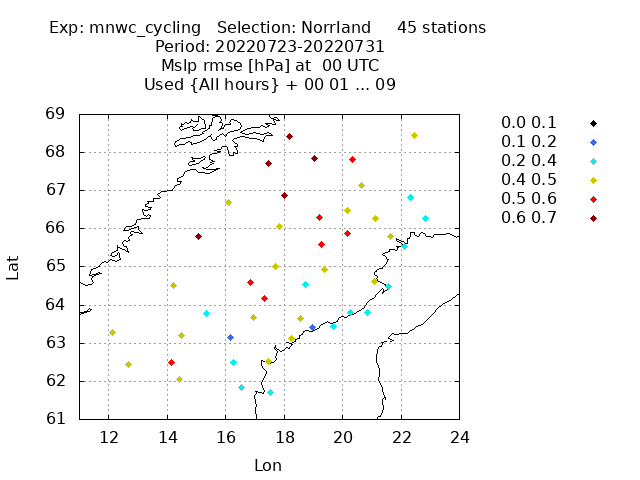 Exp: mnwc_cycling   Selection: Norrland     45 stations
Period: 20220723-20220731
Mslp rmse [hPa] at  00 UTC
Used {All hours} + 00 01 ... 09
0.0 0.1
0.1 0.2
0.2 0.4
0.4 0.5
0.5 0.6
0.6 0.7
Lat
69
68
67
66
65
64
63
62
61
12 14 16 18 20 22 24
Lon